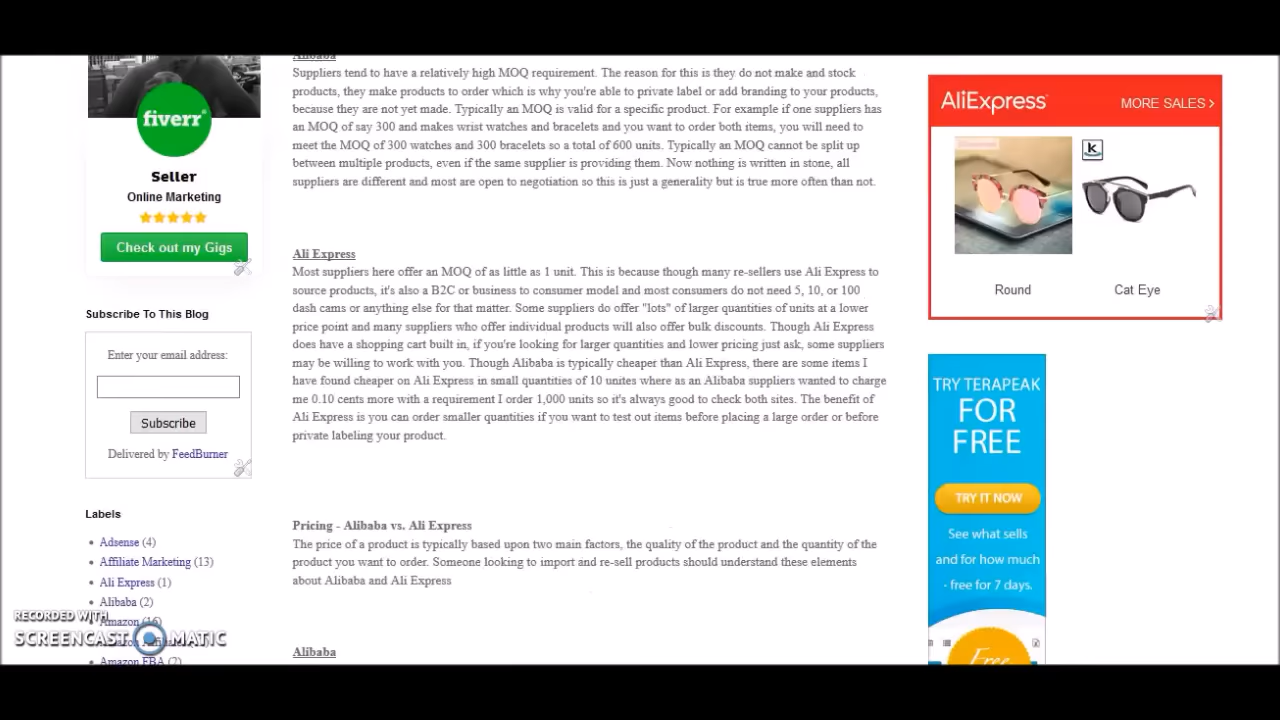 fiverr®
Seller
Online Marketing
Check out my Gigs
Subscribe To This Blog
Enter your email address:
Subscribe
Delivered by FeedBurner
Labels
Adsense (4)
Affiliate Marketing (13)
Ali Express (1)
Alibaba (2)
Amazon (16)
Amazon FBA (2)
RECORDED WITH
SCREENCAST MATIC
Alibaba
Suppliers tend to have a relatively high MOQ requirement. The reason for this is they do not make and stock
products, they make products to order which is why you're able to private label or add branding to your products,
because they are not yet made. Typically an MOQ is valid for a specific product. For example if one suppliers has
an MOQ of say 300 and makes wrist watches and bracelets and you want to order both items, you will need to
meet the MOQ of 300 watches and 300 bracelets so a total of 600 units. Typically an MOQ cannot be split up
between multiple products, even if the same supplier is providing them. Now nothing is written in stone, all
suppliers are different and most are open to negotiation so this is just a generality but is true more often than not.
Ali Express
Most suppliers here offer an MOQ of as little as 1 unit. This is because though many re-sellers use Ali Express to
source products, it's also a B2C or business to consumer model and most consumers do not need 5, 10, or 100
dash cams or anything else for that matter. Some suppliers do offer "lots" of larger quantities of units at a lower
price point and many suppliers who offer individual products will also offer bulk discounts. Though Ali Express
does have a shopping cart built in, if you're looking for larger quantities and lower pricing just ask, some suppliers
may be willing to work with you. Though Alibaba is typically cheaper than Ali Express, there are some items I
have found cheaper on Ali Express in small quantities of 10 unites where as an Alibaba suppliers wanted to charge
me 0.10 cents more with a requirement I order 1,000 units so it's always good to check both sites. The benefit of
Ali Express is you can order smaller quantities if you want to test out items before placing a large order or before
private labeling your product.
Pricing - Alibaba vs. Ali Express
The price of a product is typically based upon two main factors, the quality of the product and the quantity of the
product you want to order. Someone looking to import and re-sell products should understand these elements
about Alibaba and Ali Express
Alibaba
AliExpress
MORE SALES >
k
Round
Cat Eye
TRY TERAPEAK
FOR
FREE
TRY IT NOW
See what sells
and for how much
- free for 7 days.
Free